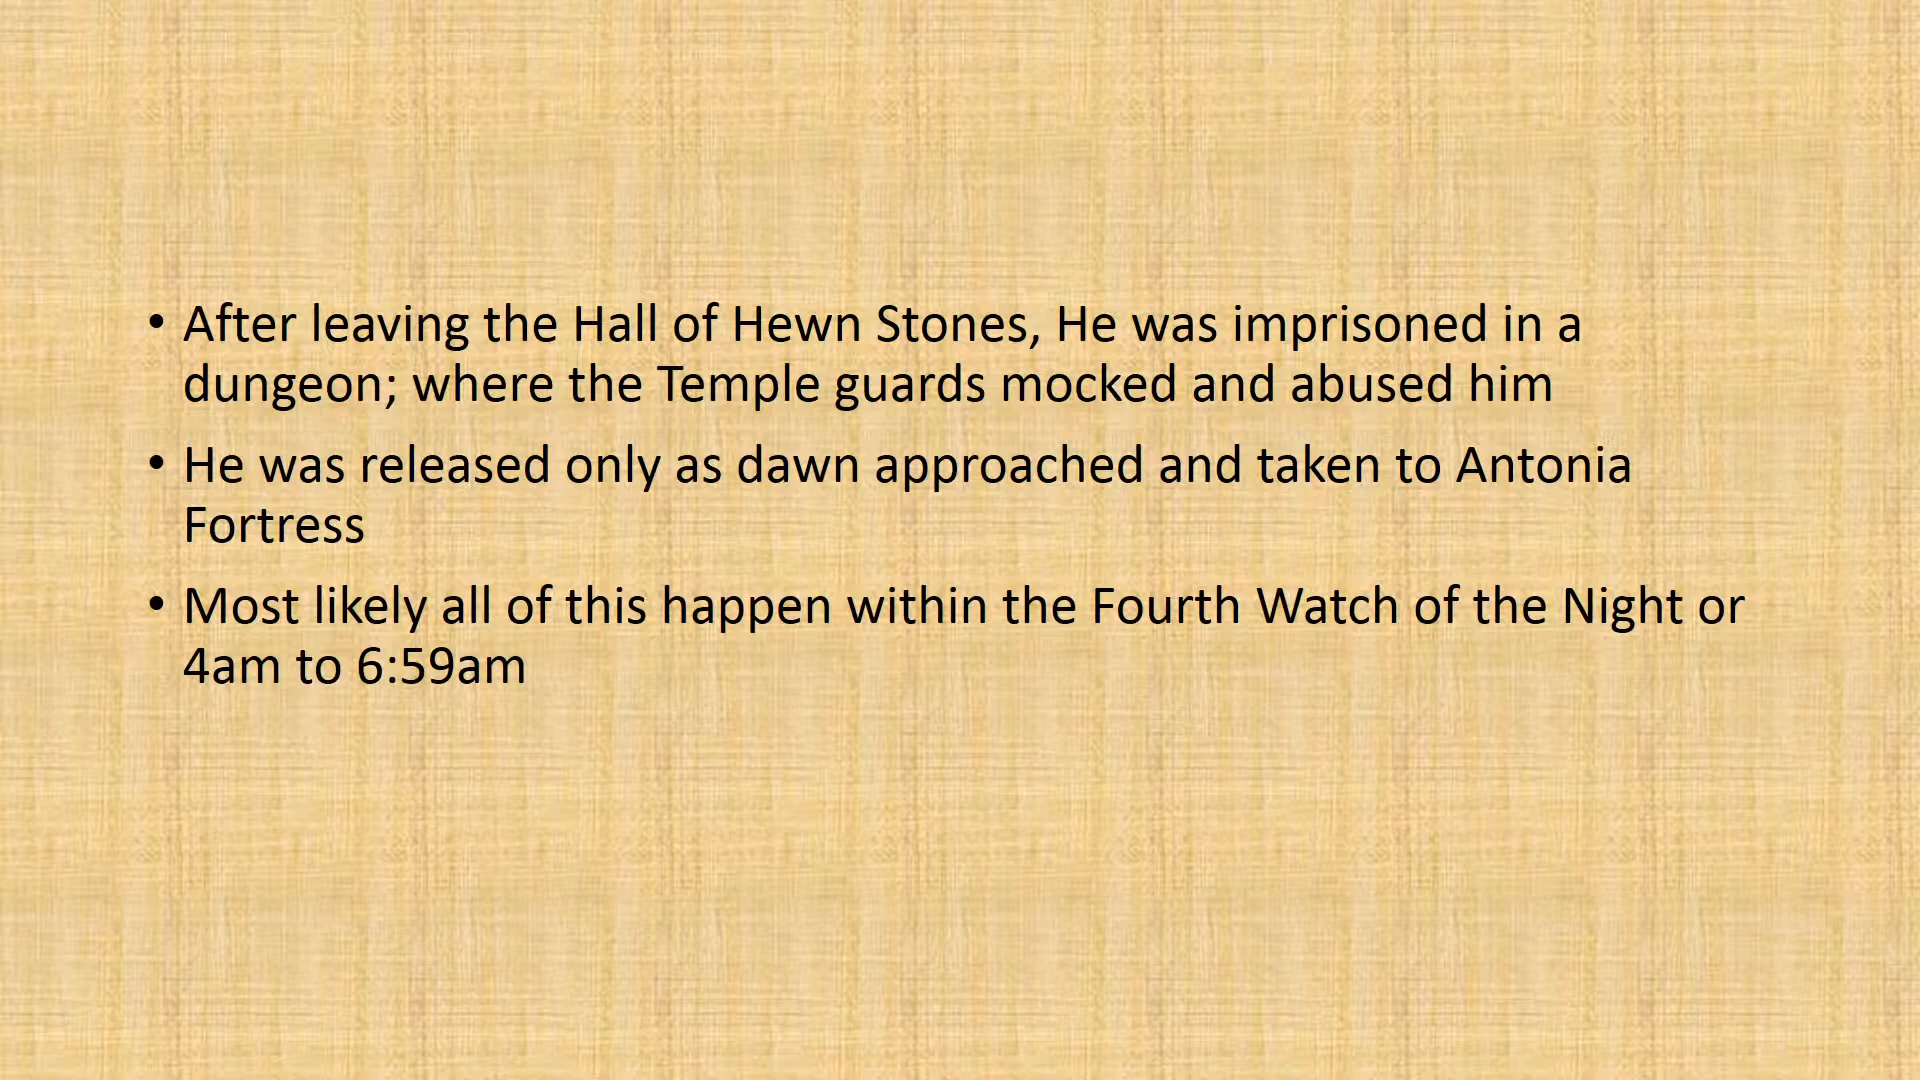 • After leaving the Hall of Hewn Stones, He was imprisoned in a
dungeon; where the Temple guards mocked and abused him
• He was released only as dawn approached and taken to Antonia
Fortress
• Most likely all of this happen within the Fourth Watch of the Night or
4am to 6:59am